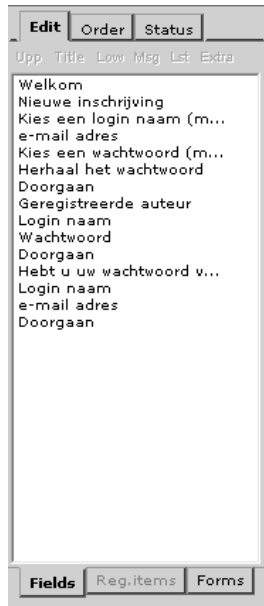 Edit Order Status
Upp Title Low Msg Lst Extra
Welkom
Nieuwe inschrijving
Kies een login naam (m...
e-mail adres
Kies een wachtwoord (m...
Herhaal het wachtwoord
Doorgaan
Geregistreerde auteur
Login naam
Wachtwoord
Doorgaan
Hebt u uw wachtwoord v...
Login naam
e-mail adres
Doorgaan
Fields Reg.items Forms